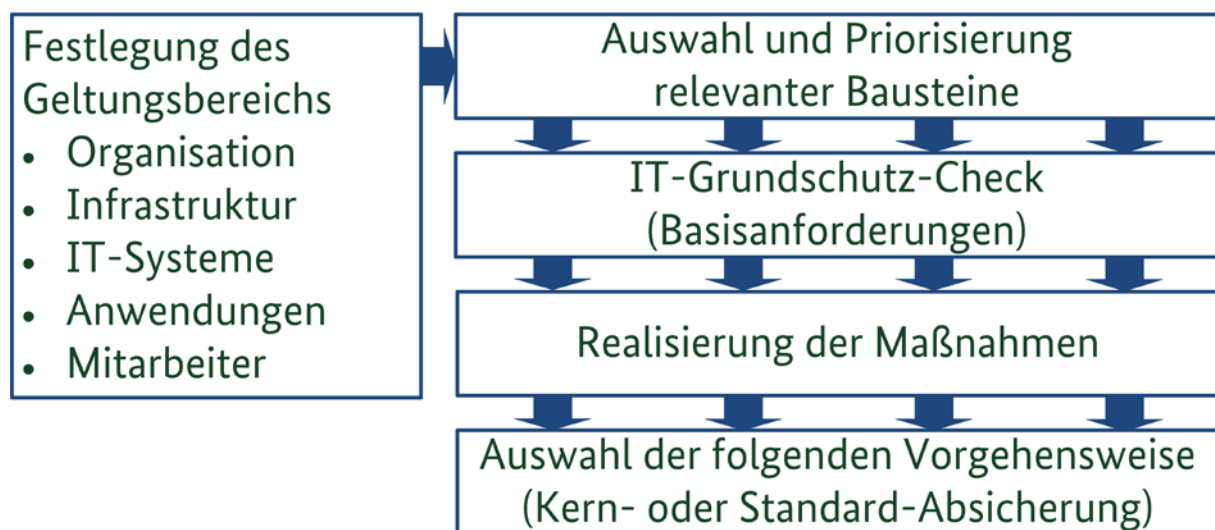 Festlegung des
Geltungsbereichs
• Organisation
• Infrastruktur
• IT-Systeme
• Anwendungen
• Mitarbeiter
Auswahl und Priorisierung
relevanter Bausteine
IT-Grundschutz-Check
(Basisanforderungen)
Realisierung der Maßnahmen
Auswahl der folgenden Vorgehensweise
(Kern- oder Standard-Absicherung)